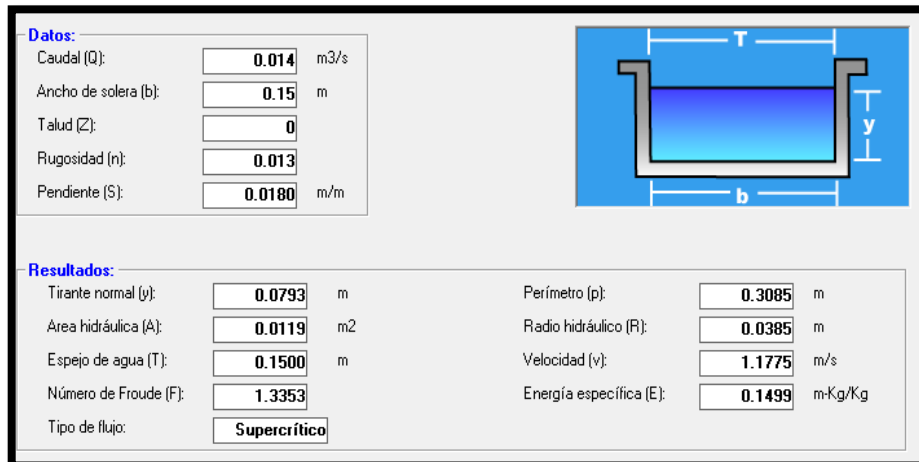 Datos:
Caudal (Q): 0.014 m3/s
Ancho de solera (b): 0.15 m
Talud (Z): 0
Rugosidad (n): 0.013
Pendiente (S): 0.0180 m/m
T
y
b
Resultados:
Tirante normal (y): 0.0793 m Perímetro (p): 0.3085 m
Area hidráulica (A): 0.0119 m2 Radio hidráulico (R): 0.0385 m
Espejo de agua (T): 0.1500 m Velocidad (v): 1.1775 m/s
Número de Froude (F): 1.3353 Energía específica (E): 0.1499 m-Kg/Kg
Tipo de flujo: Supercrítico